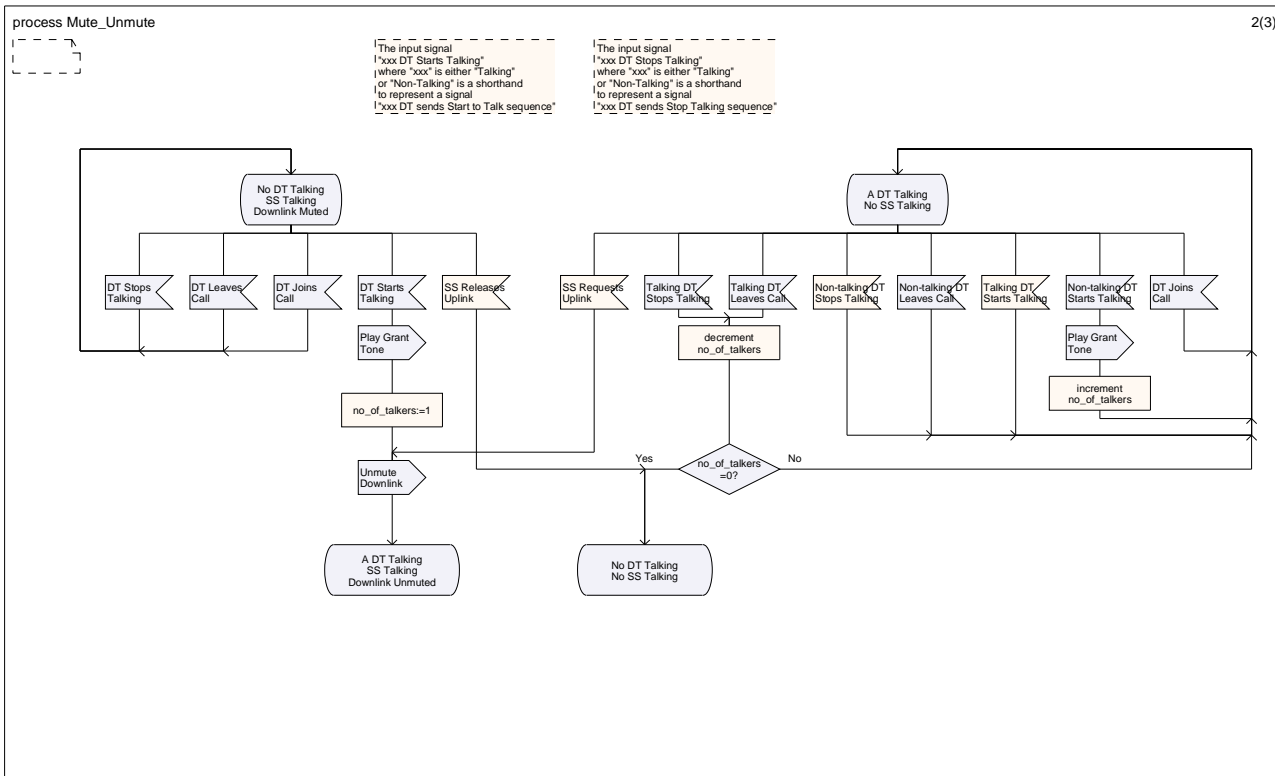 process Mute_Unmute
2(3)
The input signal
"xxx DT Starts Talking"
where "xxx" is either "Talking"
or "Non-Talking" is a shorthand
to represent a signal
"xxx DT sends Start to Talk sequence"
The input signal
"xxx DT Stops Talking"
where "xxx" is either "Talking"
or "Non-Talking" is a shorthand
to represent a signal
"xxx DT sends Stop Talking sequence"
No DT Talking
SS Talking
Downlink Muted
A DT Talking
No SS Talking
DT Stops
Talking
DT Leaves
Call
DT Joins
Call
DT Starts
Talking
SS Releases
Uplink
SS Requests
Uplink
Talking DT
Stops Talking
Talking DT
Leaves Call
Non-talking DT
Stops Talking
Non-talking DT
Leaves Call
Talking DT
Starts Talking
Non-talking DT
Starts Talking
DT Joins
Call
Play Grant
Tone
decrement
no_of_talkers
Play Grant
Tone
increment
no_of_talkers
no_of_talkers:=1
Yes
no_of_talkers
=0?
No
Unmute
Downlink
A DT Talking
SS Talking
Downlink Unmuted
No DT Talking
No SS Talking